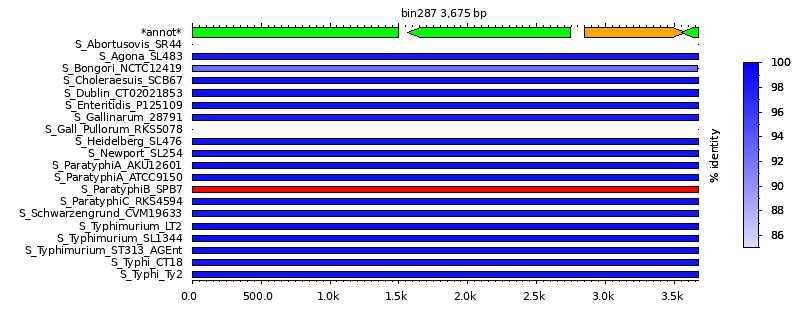 bin287 3,675 bp
*annot*
S_Abortusovis_SR44
S_Agona_SL483
S_Bongori_NCTC12419
S_Choleraesuis_SCB67
S_Dublin_CT02021853
S_Enteritidis_P125109
S_Gallinarum_28791
S_Gall_Pullorum_RKS5078
S_Heidelberg_SL476
S_Newport_SL254
S_ParatyphiA_AKU12601
S_ParatyphiA_ATCC9150
S_ParatyphiB_SPB7
S_ParatyphiC_RKS4594
S_Schwarzengrund_CVM19633
S_Typhimurium_LT2
S_Typhimurium_SL1344
S_Typhimurium_ST313_AGEnt
S_Typhi_CT18
S_Typhi_Ty2
0.0 500.0 1.0k 1.5k 2.0k 2.5k 3.0k 3.5k
100
98
96
94
92
90
88
86
% identity